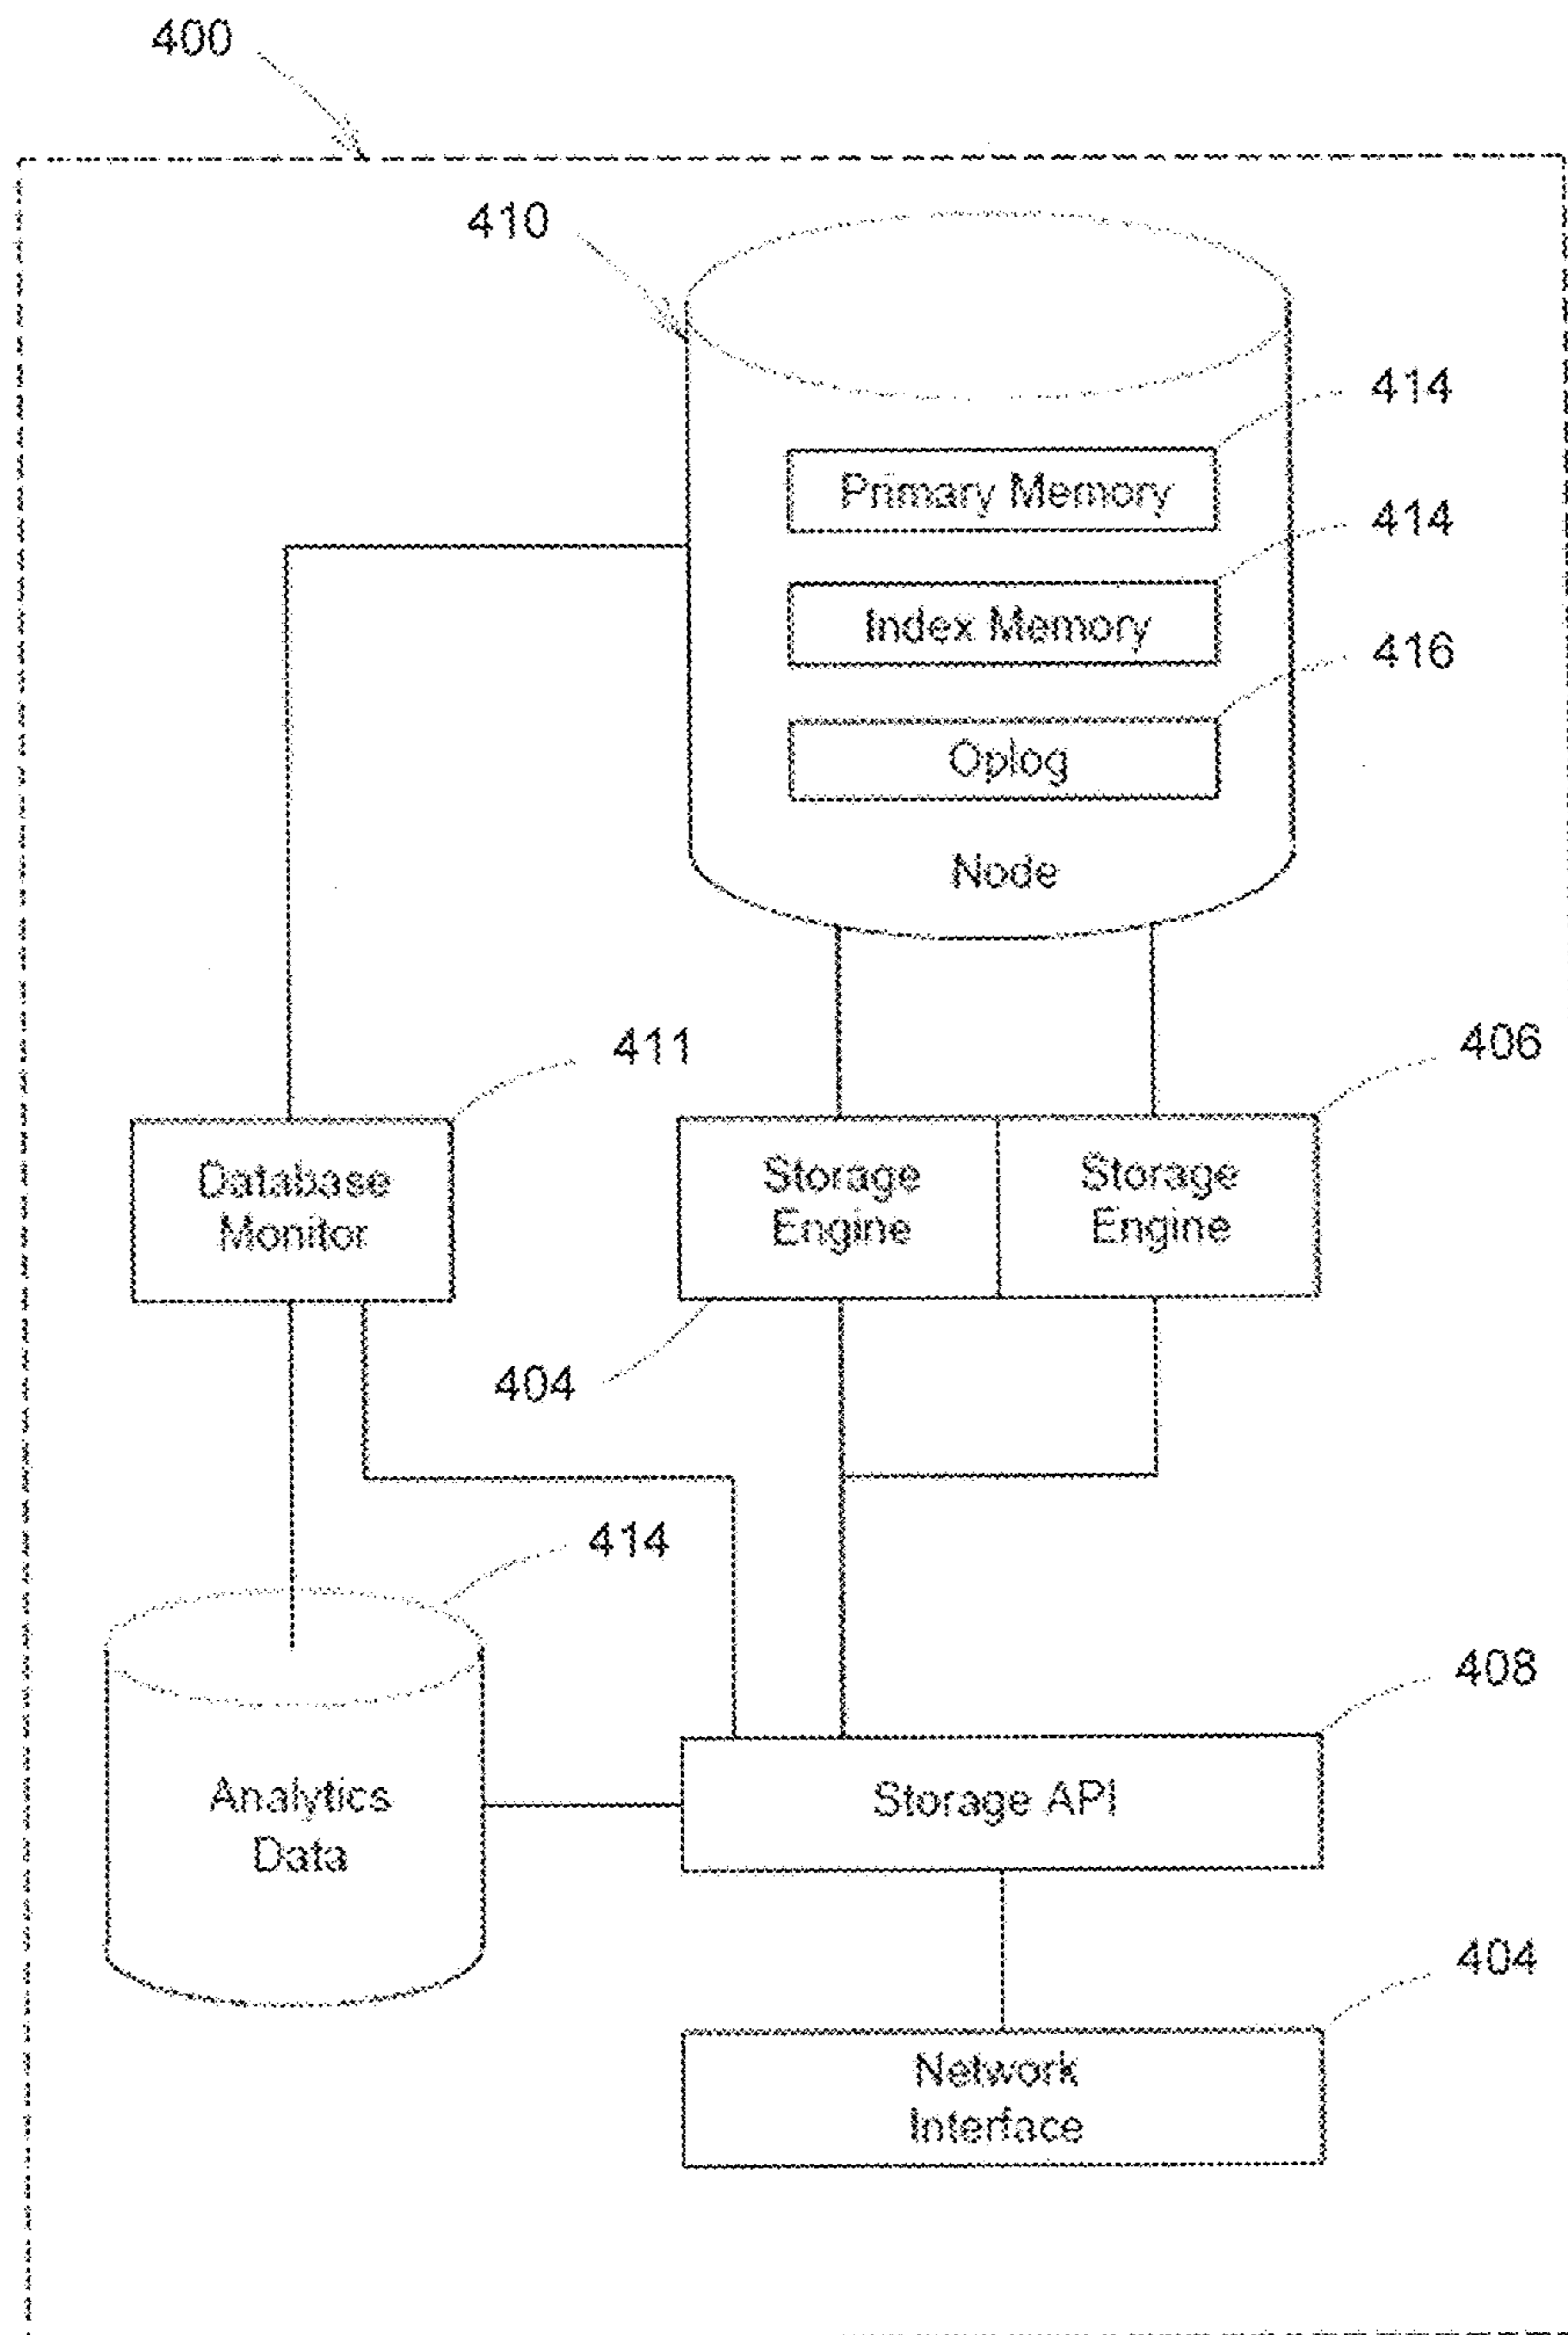 400
410
414
Primary Memory
414
Index Memory
416
Oplog
Node
411
406
Database
Monitor
Storage
Engine
Storage
Engine
404
414
408
Analytics
Data
Storage API
404
Network
Interface